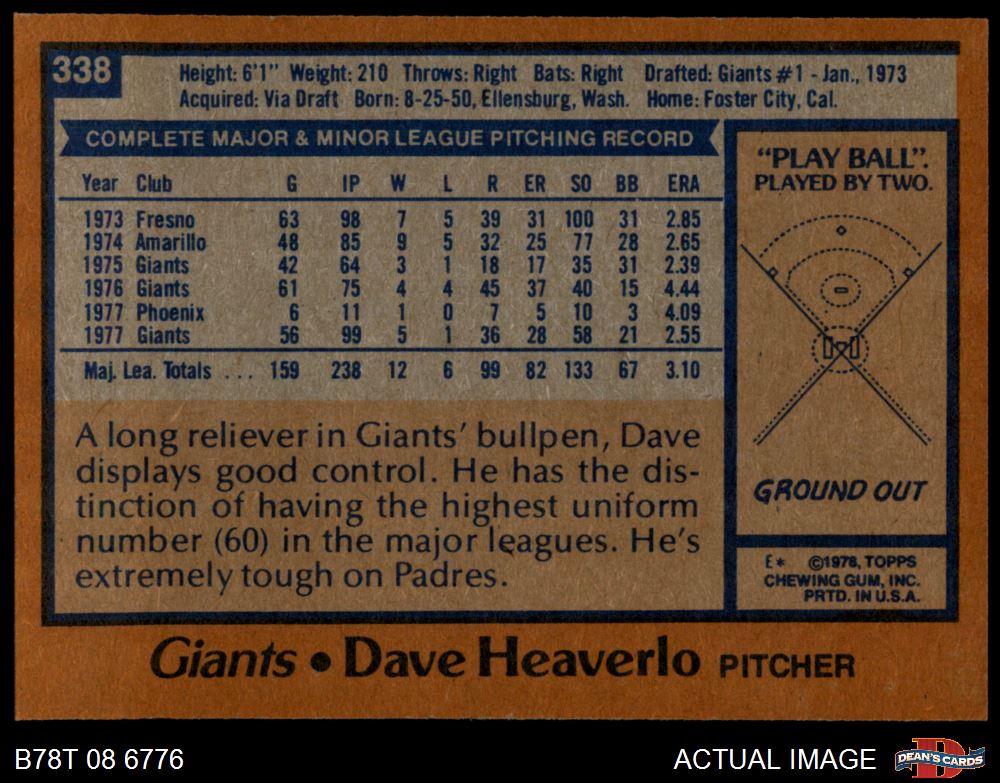 338
Height: 6'1" Weight: 210 Throws: Right Bats: Right Drafted: Giants #1 - Jan., 1973
Acquired: Via Draft Born: 8-25-50, Ellensburg, Wash. Home: Foster City, Cal.
COMPLETE MAJOR & MINOR LEAGUE PITCHING RECORD
Year Club G IP W L R ER SO BB ERA
1973 Fresno 63 98 7 5 39 31 100 31 2.85
1974 Amarillo 48 85 9 5 32 25 77 28 2.65
1975 Giants 42 64 3 1 18 17 35 31 2.39
1976 Giants 61 75 4 4 45 37 40 15 4.44
1977 Phoenix 6 11 1 0 7 5 10 3 4.09
1977 Giants 56 99 5 1 36 28 58 21 2.55
Maj. Lea. Totals ... 159 238 12 6 99 82 133 67 3.10
A long reliever in Giants' bullpen, Dave
displays good control. He has the dis-
tinction of having the highest uniform
number (60) in the major leagues. He's
extremely tough on Padres.
"PLAY BALL".
PLAYED BY TWO.
GROUND OUT
E* ©1978, TOPPS
CHEWING GUM, INC.
PRTD. IN U.S.A.
Giants • Dave Heaverlo PITCHER
B78T 08 6776
ACTUAL IMAGE
DEAN'S CARDS